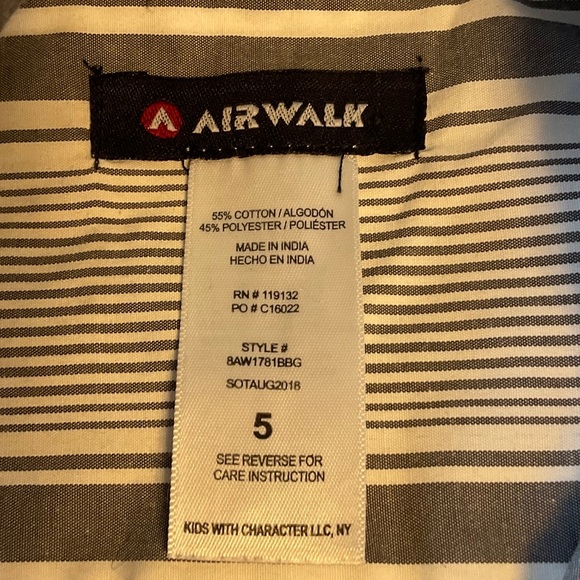 AIRWALK
55% COTTON / ALGODÓN
45% POLYESTER / POLIÉSTER
MADE IN INDIA
HECHO EN INDIA
RN # 119132
PO # C16022
STYLE #
8AW1781BBG
SOTAUG2018
5
SEE REVERSE FOR
CARE INSTRUCTION
KIDS WITH CHARACTER LLC, NY